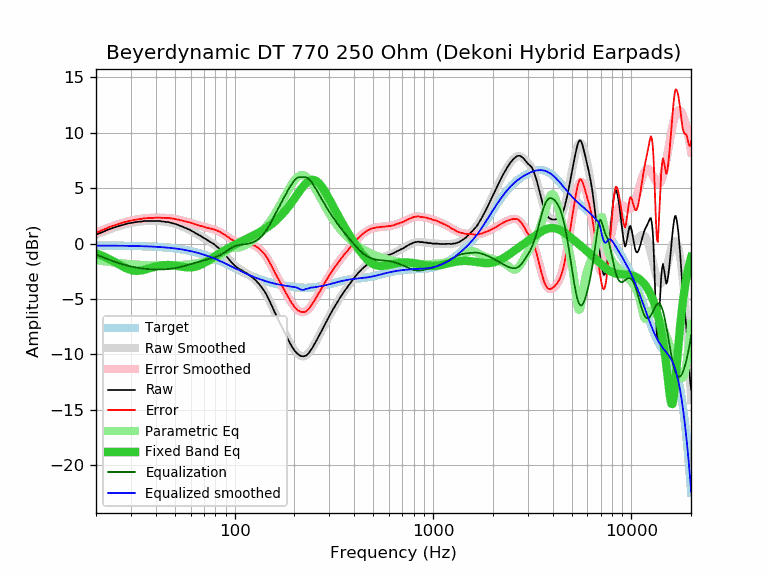 Beyerdynamic DT 770 250 Ohm (Dekoni Hybrid Earpads)
15
10
5
0
−5
−10
−15
−20
Amplitude (dBr)
Target
Raw Smoothed
Error Smoothed
Raw
Error
Parametric Eq
Fixed Band Eq
Equalization
Equalized smoothed
100
1000
10000
Frequency (Hz)